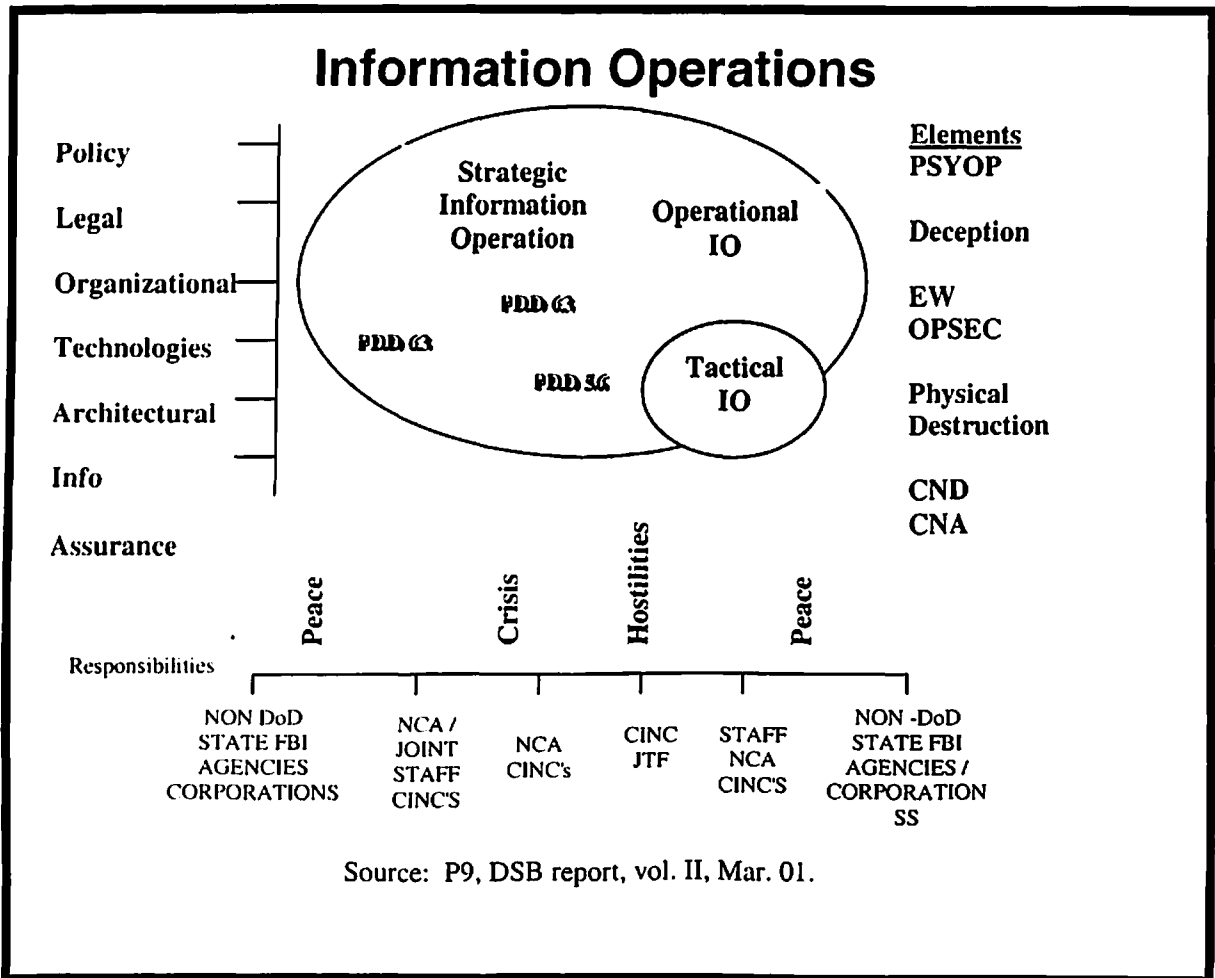 Information Operations
Policy
Legal
Organizational
Technologies
Architectural
Info
Assurance
Strategic
Information
Operation
Operational
IO
PDD 63
PDD 63
PDD 56
Tactical
IO
Elements
PSYOP
Deception
EW
OPSEC
Physical
Destruction
CND
CNA
Peace
Crisis
Hostilities
Peace
Responsibilities
NON DoD
STATE FBI
AGENCIES
CORPORATIONS
NCA /
JOINT
STAFF
CINC'S
NCA
CINC's
CINC
JTF
STAFF
NCA
CINC'S
NON -DoD
STATE FBI
AGENCIES /
CORPORATION
SS
Source: P9, DSB report, vol. II, Mar. 01.